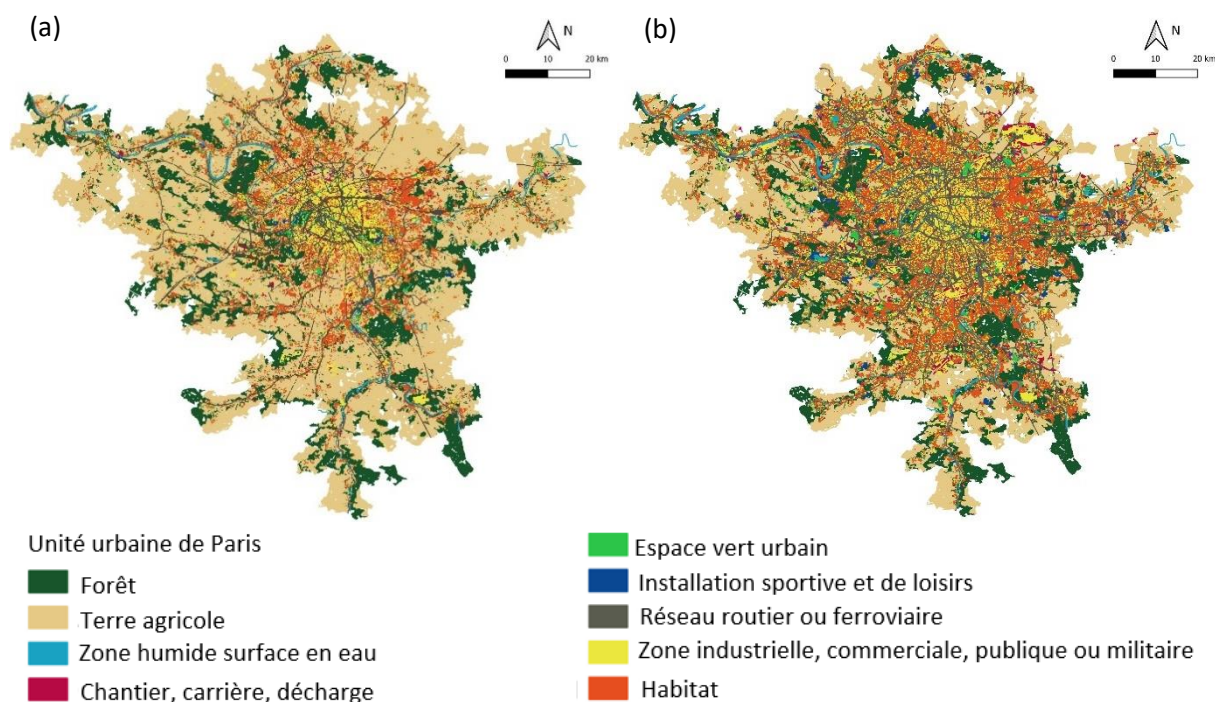 (a)
N
0 10 20 km
(b)
N
0 10 20 km
Unité urbaine de Paris
Forêt
Terre agricole
Zone humide surface en eau
Chantier, carrière, décharge
Espace vert urbain
Installation sportive et de loisirs
Réseau routier ou ferroviaire
Zone industrielle, commerciale, publique ou militaire
Habitat